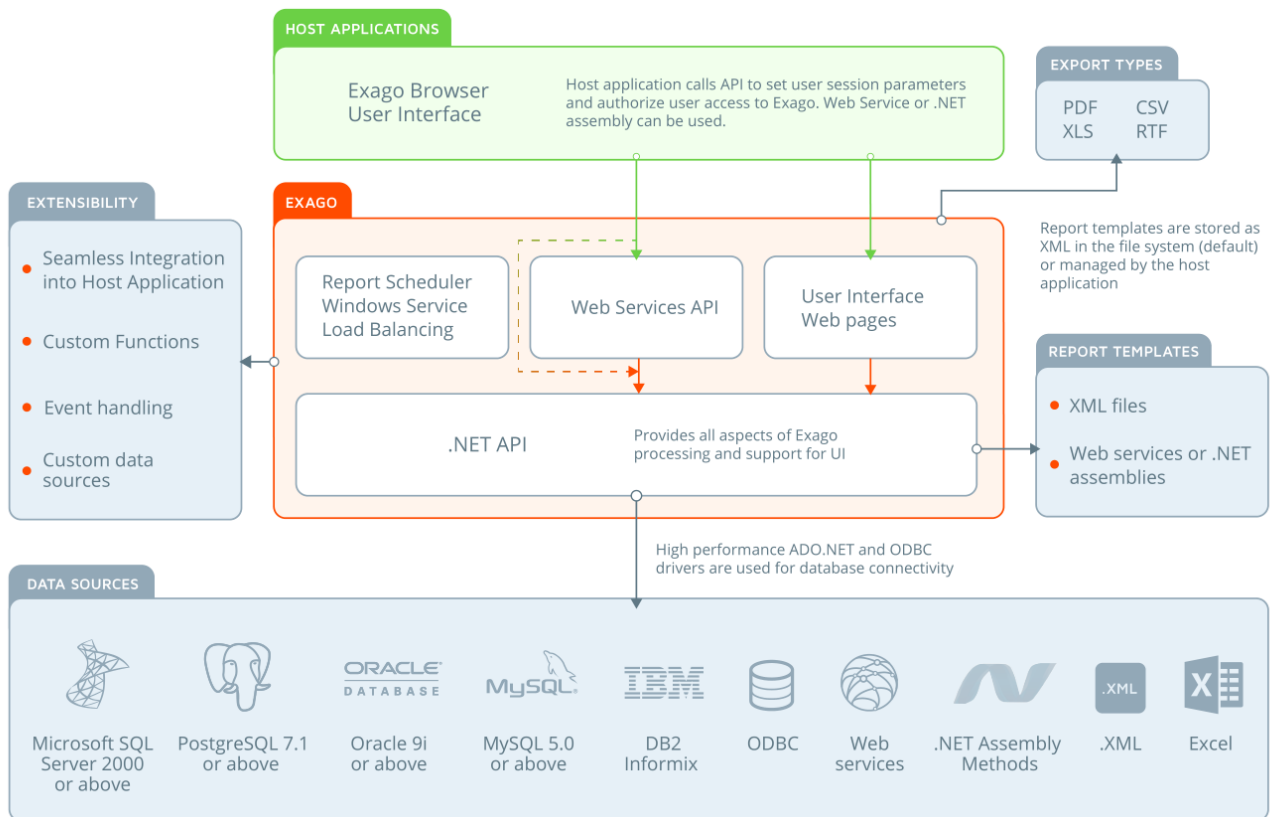 HOST APPLICATIONS
Exago Browser
User Interface
Host application calls API to set user session parameters
and authorize user access to Exago. Web Service or .NET
assembly can be used.
EXPORT TYPES
PDF CSV
XLS RTF
EXTENSIBILITY
Seamless Integration
into Host Application
Custom Functions
Event handling
Custom data
sources
EXAGO
Report Scheduler
Windows Service
Load Balancing
Web Services API
User Interface
Web pages
.NET API
Provides all aspects of Exago
processing and support for UI
Report templates are stored as
XML in the file system (default)
or managed by the host
application
REPORT TEMPLATES
XML files
Web services or .NET
assemblies
High performance ADO.NET and ODBC
drivers are used for database connectivity
DATA SOURCES
ORACLE
DATABASE
MySQL
IBM
.XML
X
Microsoft SQL
Server 2000
or above
PostgreSQL 7.1
or above
Oracle 9i
or above
MySQL 5.0
or above
DB2
Informix
ODBC
Web
services
.NET Assembly
Methods
.XML
Excel